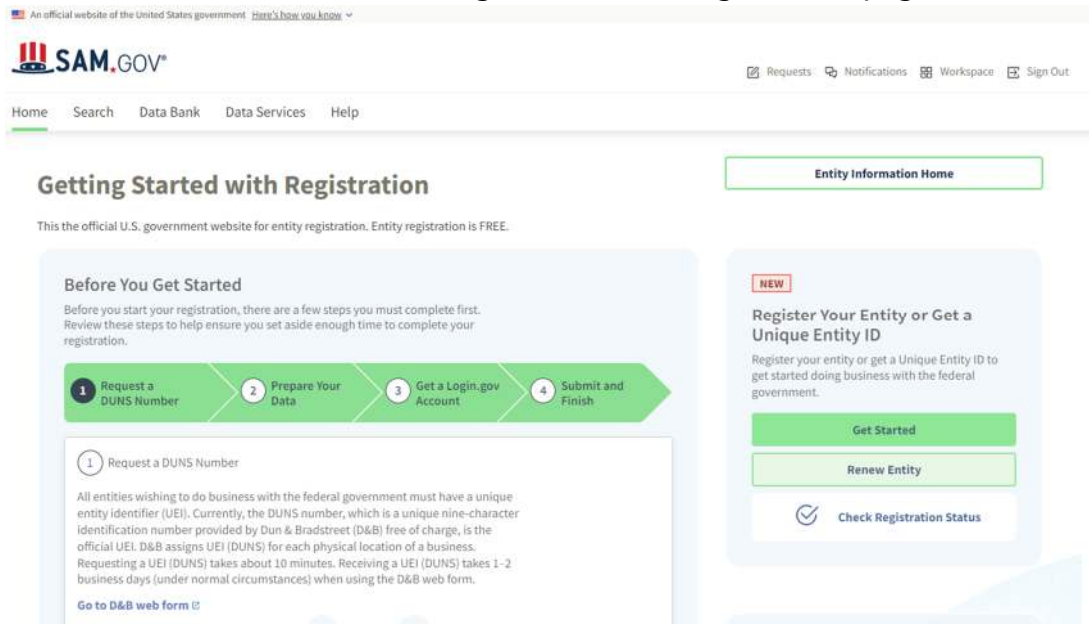 An official website of the United States government Here's how you know
SAM.GOV®
Requests Notifications Workspace Sign Out
Home Search Data Bank Data Services Help
Getting Started with Registration
This the official U.S. government website for entity registration. Entity registration is FREE.
Entity Information Home
Before You Get Started
Before you start your registration, there are a few steps you must complete first.
Review these steps to help ensure you set aside enough time to complete your
registration.
1 Request a
DUNS Number
2 Prepare Your
Data
3 Get a Login.gov
Account
4 Submit and
Finish
1 Request a DUNS Number
All entities wishing to do business with the federal government must have a unique
entity identifier (UEI). Currently, the DUNS number, which is a unique nine-character
identification number provided by Dun & Bradstreet (D&B) free of charge, is the
official UEI. D&B assigns UEI (DUNS) for each physical location of a business.
Requesting a UEI (DUNS) takes about 10 minutes. Receiving a UEI (DUNS) takes 1-2
business days (under normal circumstances) when using the D&B web form.
Go to D&B web form
NEW
Register Your Entity or Get a
Unique Entity ID
Register your entity or get a Unique Entity ID to
get started doing business with the federal
government.
Get Started
Renew Entity
Check Registration Status